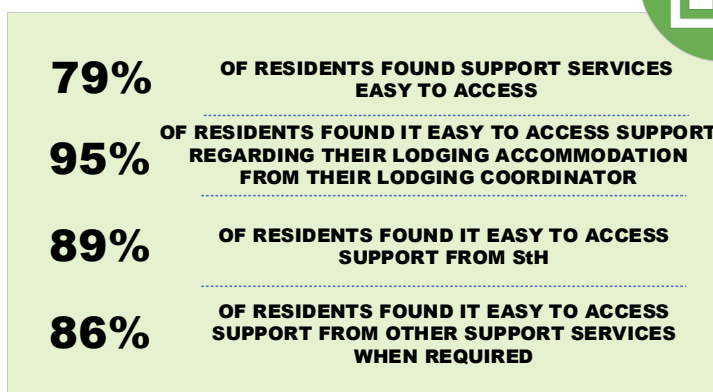 79%
OF RESIDENTS FOUND SUPPORT SERVICES
EASY TO ACCESS
95%
OF RESIDENTS FOUND IT EASY TO ACCESS SUPPORT
REGARDING THEIR LODGING ACCOMMODATION
FROM THEIR LODGING COORDINATOR
89%
OF RESIDENTS FOUND IT EASY TO ACCESS
SUPPORT FROM StH
86%
OF RESIDENTS FOUND IT EASY TO ACCESS
SUPPORT FROM OTHER SUPPORT SERVICES
WHEN REQUIRED